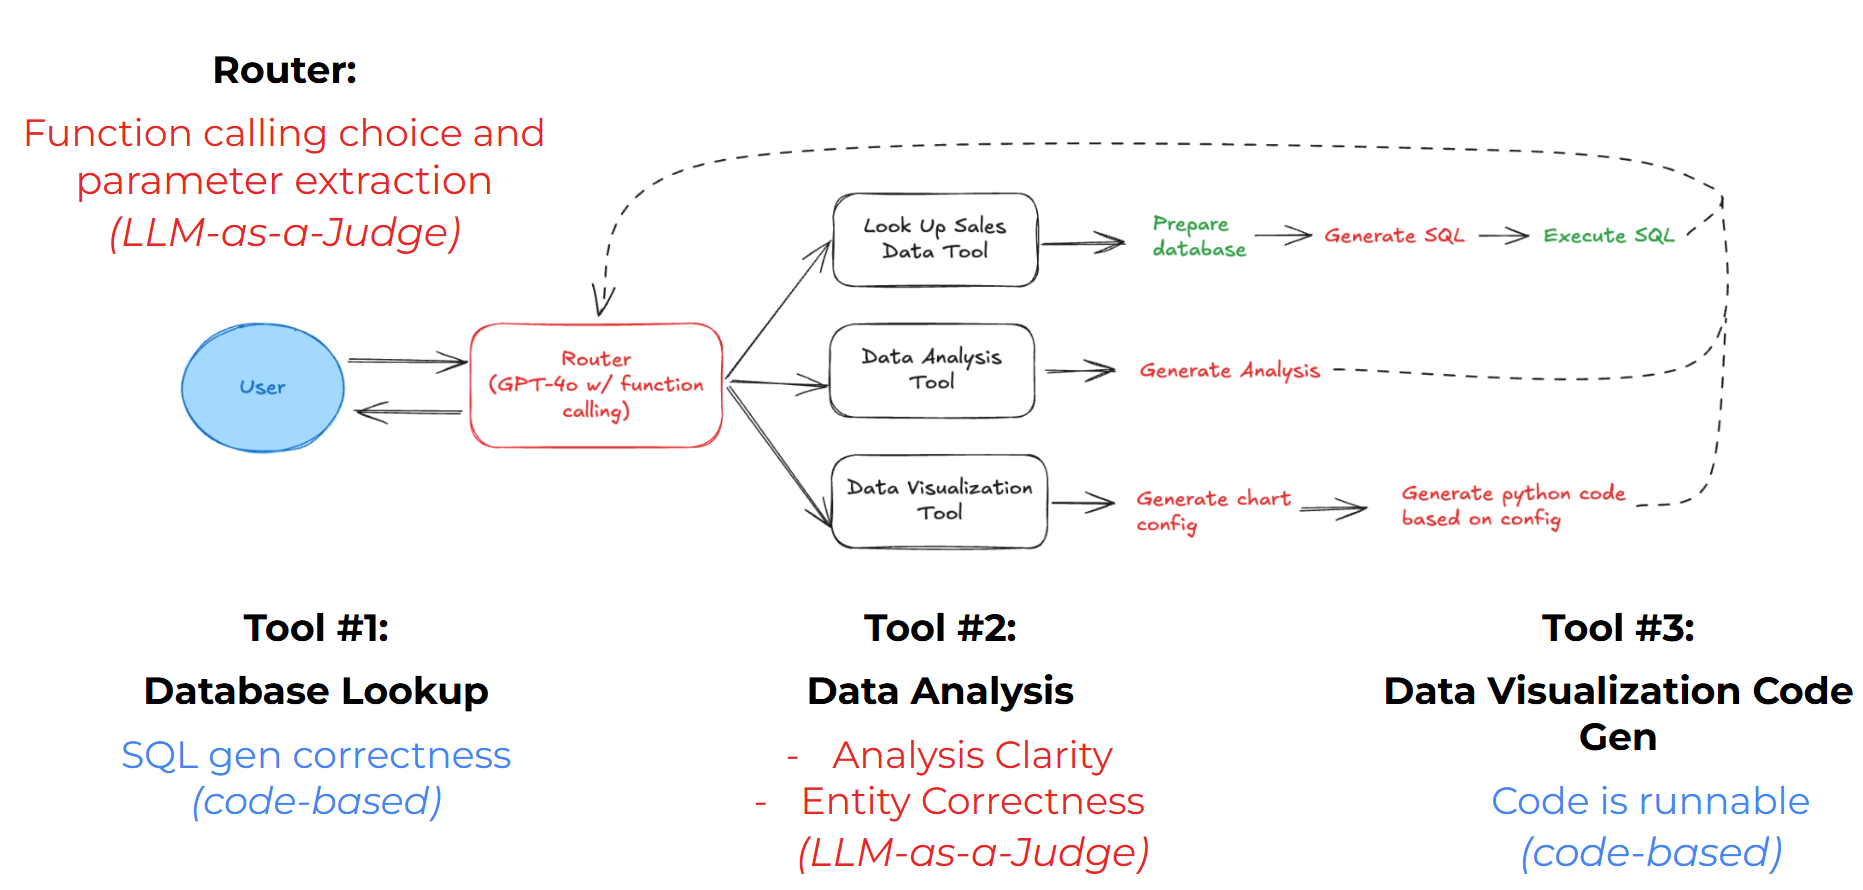 Router:
Function calling choice and
parameter extraction
(LLM-as-a-Judge)
Look Up Sales
Data Tool
Prepare
database
Generate SQL
Execute SQL
User
Router
(GPT-4o w/ function
calling)
Data Analysis
Tool
Generate Analysis
Data Visualization
Tool
Generate chart
config
Generate python code
based on config
Tool #1:
Database Lookup
SQL gen correctness
(code-based)
Tool #2:
Data Analysis
- Analysis Clarity
- Entity Correctness
(LLM-as-a-Judge)
Tool #3:
Data Visualization Code
Gen
Code is runnable
(code-based)